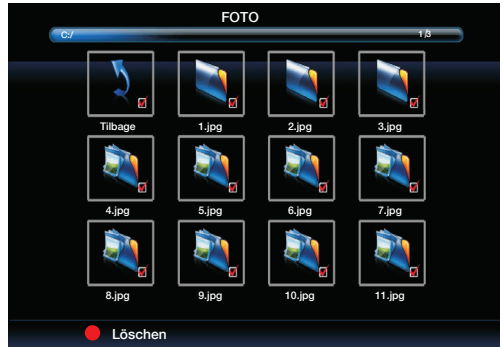 FOTO
C:/ 1/3
Tilbage 1.jpg 2.jpg 3.jpg
4.jpg 5.jpg 6.jpg 7.jpg
8.jpg 9.jpg 10.jpg 11.jpg
Löschen